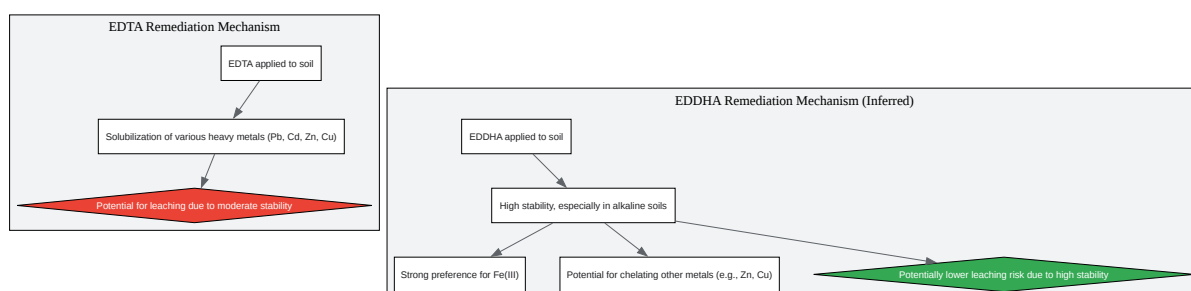 EDTA Remediation Mechanism
EDTA applied to soil
Solubilization of various heavy metals (Pb, Cd, Zn, Cu)
Potential for leaching due to moderate stability
EDDHA Remediation Mechanism (Inferred)
EDDHA applied to soil
High stability, especially in alkaline soils
Strong preference for Fe(III)
Potential for chelating other metals (e.g., Zn, Cu)
Potentially lower leaching risk due to high stability